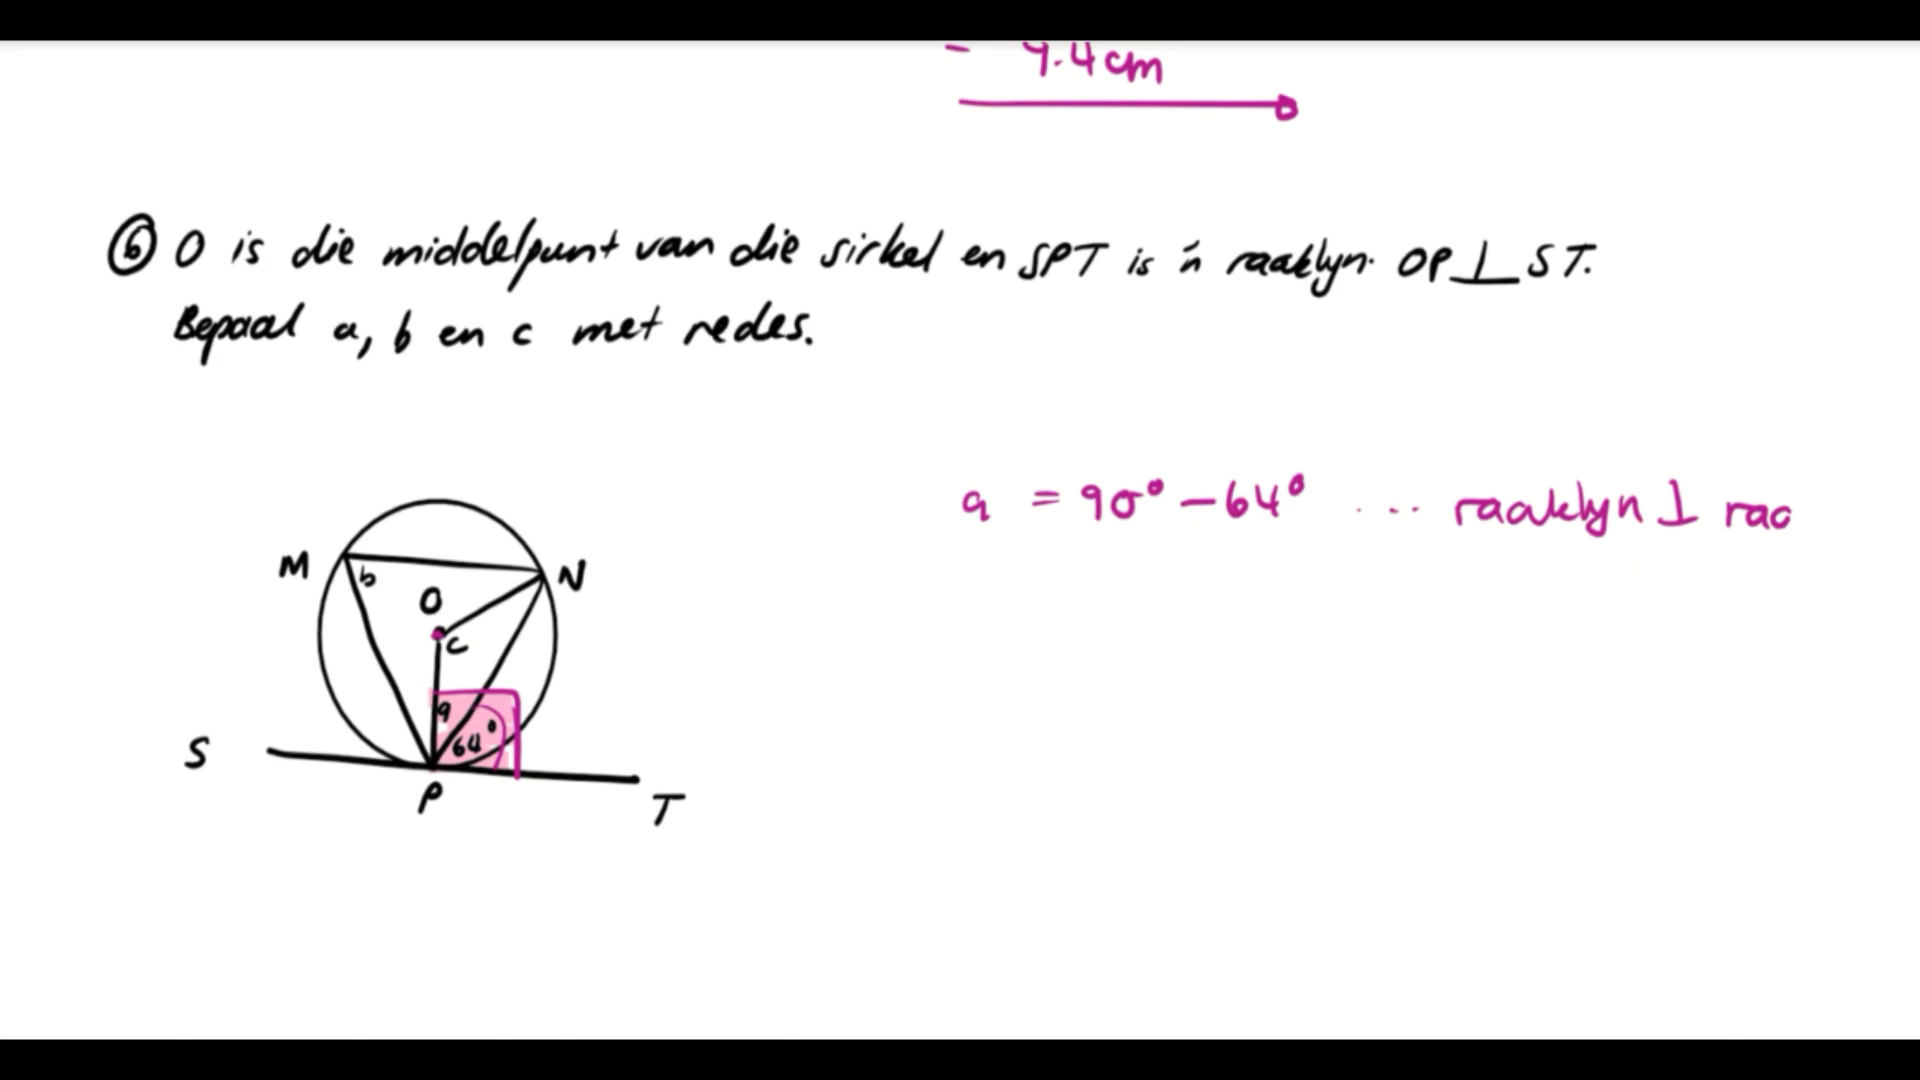 = 9.4cm
⑥ O is die middelpunt van die sirkel en SPT is 'n raaklyn. OP ⊥ ST.
Bepaal a, b en c met redes.
a = 90° - 64° ... raaklyn ⊥ rad
M b N
O
c
a
64°
S
P
T